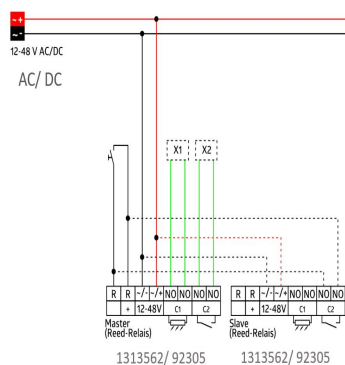 ~+
~-
12-48 V AC/DC
AC/ DC
X1 X2
R R ~/- ~/+ NO NO NO NO
+ 12-48V C1 C2
R R ~/- ~/+ NO NO NO NO
+ 12-48V C1 C2
Master
(Reed-Relais)
Slave
(Reed-Relais)
1313562/ 92305
1313562/ 92305